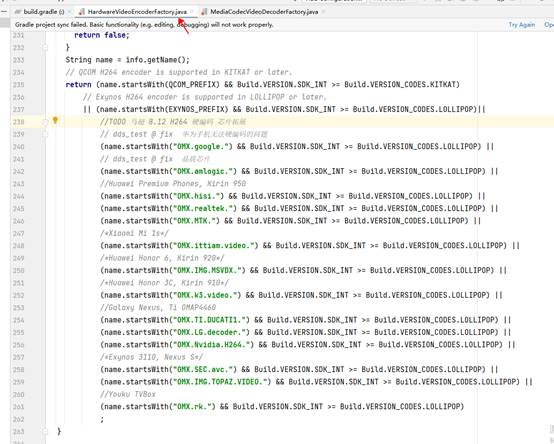 build.gradle (:) HardwareVideoEncoderFactory.java MediaCodecVideoDecoderFactory.java
Gradle project sync failed. Basic functionality (e.g. editing, debugging) will not work properly. Try Again
231 return false;
232 }
233 String name = info.getName();
234 // QCOM H264 encoder is supported in KITKAT or later.
235 return (name.startsWith(QCOM_PREFIX) && Build.VERSION.SDK_INT >= Build.VERSION_CODES.KITKAT)
236 // Exynos H264 encoder is supported in LOLLIPOP or later.
237 || (name.startsWith(EXYNOS_PREFIX) && Build.VERSION.SDK_INT >= Build.VERSION_CODES.LOLLIPOP)||
238 //TODO 8.12 H264 硬编码 芯片拓展
239 // dds_test @ fix 华为手机无法硬编码的问题
240 (name.startsWith("OMX.google.") && Build.VERSION.SDK_INT >= Build.VERSION_CODES.LOLLIPOP) ||
241 // dds_test @ fix 晶晨芯片
242 (name.startsWith("OMX.amlogic.") && Build.VERSION.SDK_INT >= Build.VERSION_CODES.LOLLIPOP) ||
243 //Huawei Premium Phones, Kirin 950
244 (name.startsWith("OMX.hisi.") && Build.VERSION.SDK_INT >= Build.VERSION_CODES.LOLLIPOP) ||
245 (name.startsWith("OMX.realtek.") && Build.VERSION.SDK_INT >= Build.VERSION_CODES.LOLLIPOP) ||
246 (name.startsWith("OMX.MTK.") && Build.VERSION.SDK_INT >= Build.VERSION_CODES.LOLLIPOP) ||
247 /*Xiaomi Mi 1s*/
248 (name.startsWith("OMX.ittiam.video.") && Build.VERSION.SDK_INT >= Build.VERSION_CODES.LOLLIPOP) ||
249 /*Huawei Honor 6, Kirin 920*/
250 (name.startsWith("OMX.IMG.MSVDX.") && Build.VERSION.SDK_INT >= Build.VERSION_CODES.LOLLIPOP) ||
251 /*Huawei Honor 3C, Kirin 910*/
252 (name.startsWith("OMX.k3.video.") && Build.VERSION.SDK_INT >= Build.VERSION_CODES.LOLLIPOP) ||
253 //Galaxy Nexus, Ti OMAP4460
254 (name.startsWith("OMX.TI.DUCATI1.") && Build.VERSION.SDK_INT >= Build.VERSION_CODES.LOLLIPOP) ||
255 (name.startsWith("OMX.LG.decoder.") && Build.VERSION.SDK_INT >= Build.VERSION_CODES.LOLLIPOP) ||
256 (name.startsWith("OMX.Nvidia.H264.") && Build.VERSION.SDK_INT >= Build.VERSION_CODES.LOLLIPOP) ||
257 /*Exynos 3110, Nexus S*/
258 (name.startsWith("OMX.SEC.avc.") && Build.VERSION.SDK_INT >= Build.VERSION_CODES.LOLLIPOP) ||
259 (name.startsWith("OMX.IMG.TOPAZ.VIDEO.") && Build.VERSION.SDK_INT >= Build.VERSION_CODES.LOLLIPOP) ||
260 //Youku TVBox
261 (name.startsWith("OMX.rk.") && Build.VERSION.SDK_INT >= Build.VERSION_CODES.LOLLIPOP)
262 ;
263 }